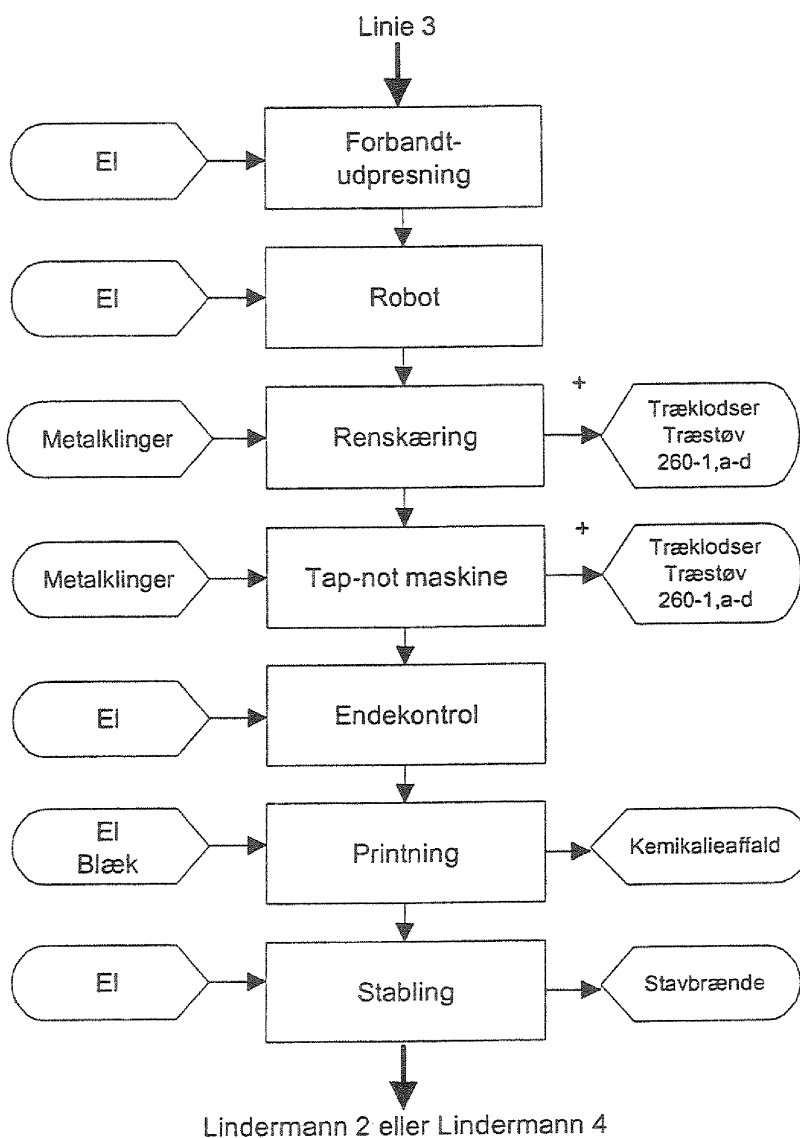 Linie 3
El
Forbandt-
udpresning
El
Robot
Metalklinger
Renskæring
+
Træklodser
Træstøv
260-1,a-d
Metalklinger
Tap-not maskine
+
Træklodser
Træstøv
260-1,a-d
El
Endekontrol
El
Blæk
Printning
Kemikalieaffald
El
Stabling
Stavbrænde
Lindermann 2 eller Lindermann 4